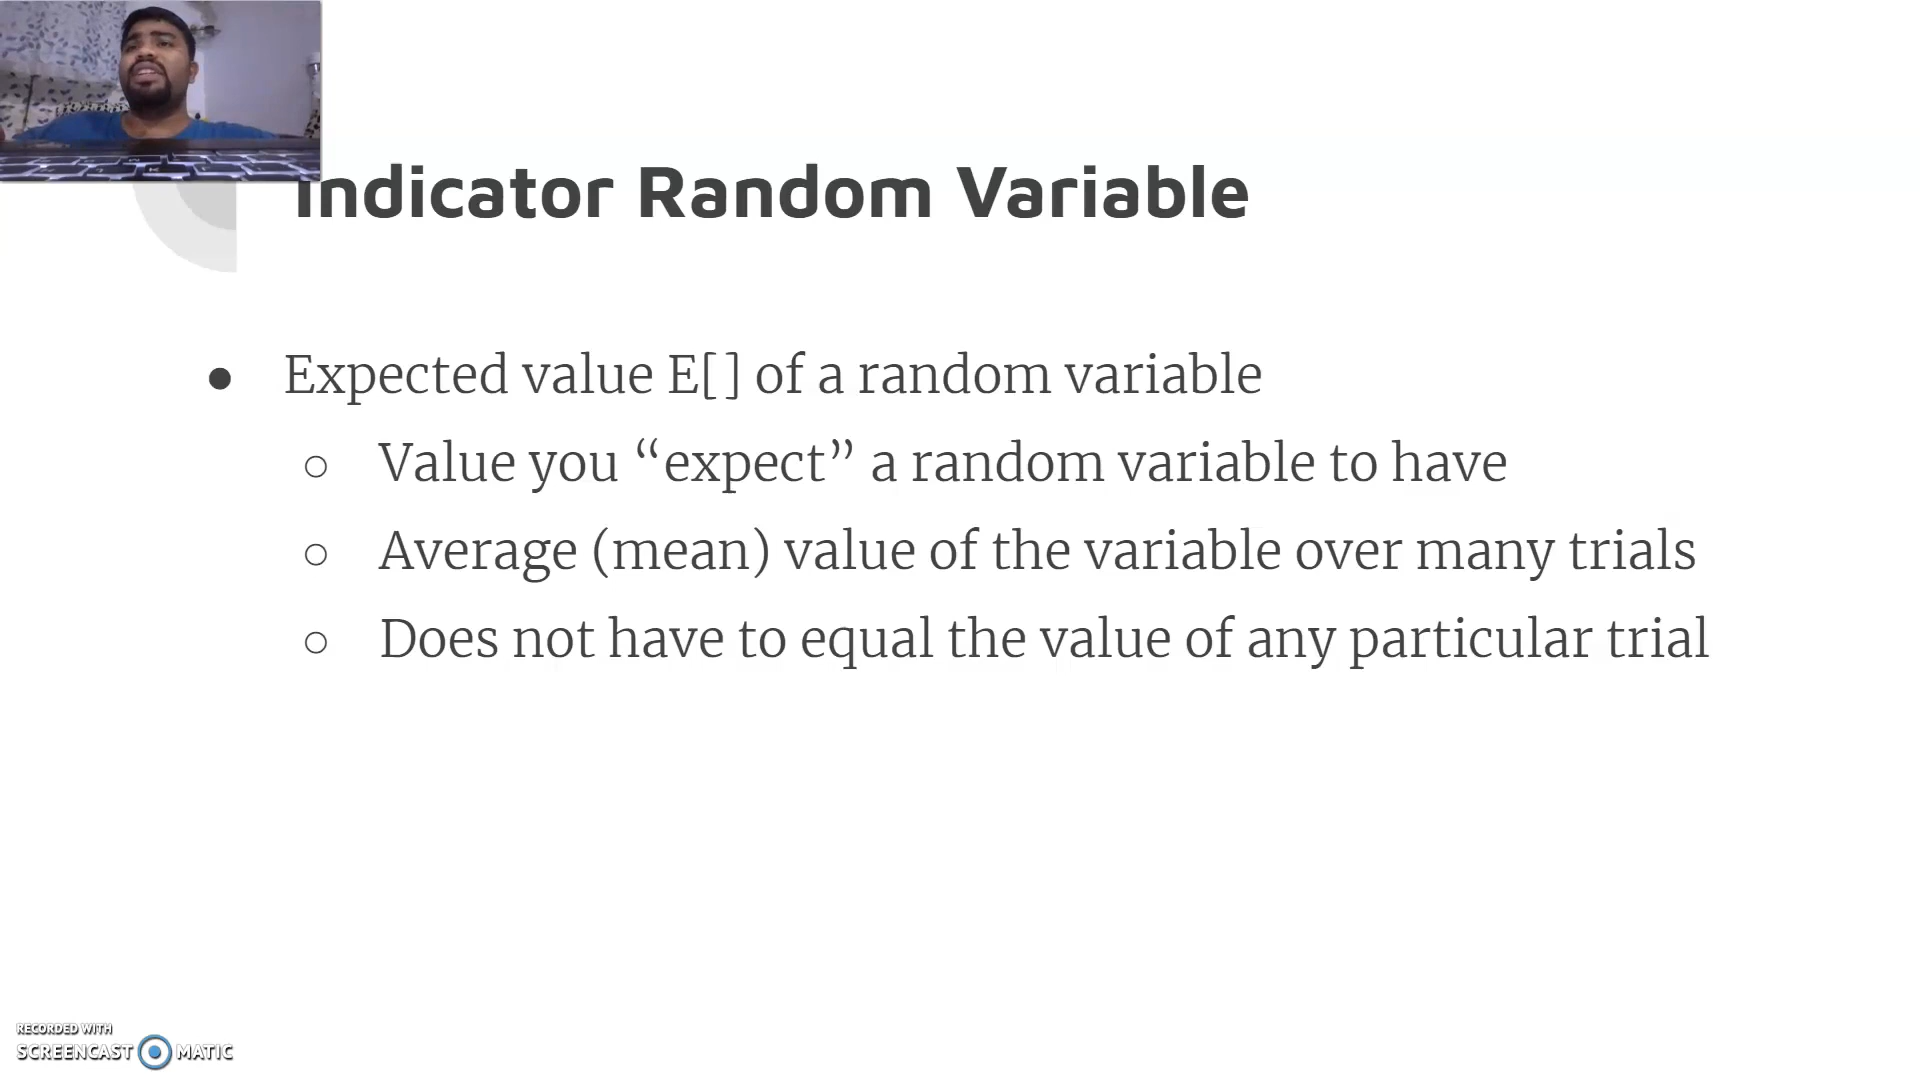 Indicator Random Variable
● Expected value E[] of a random variable
○ Value you “expect” a random variable to have
○ Average (mean) value of the variable over many trials
○ Does not have to equal the value of any particular trial
RECORDED WITH
SCREENCAST MATIC